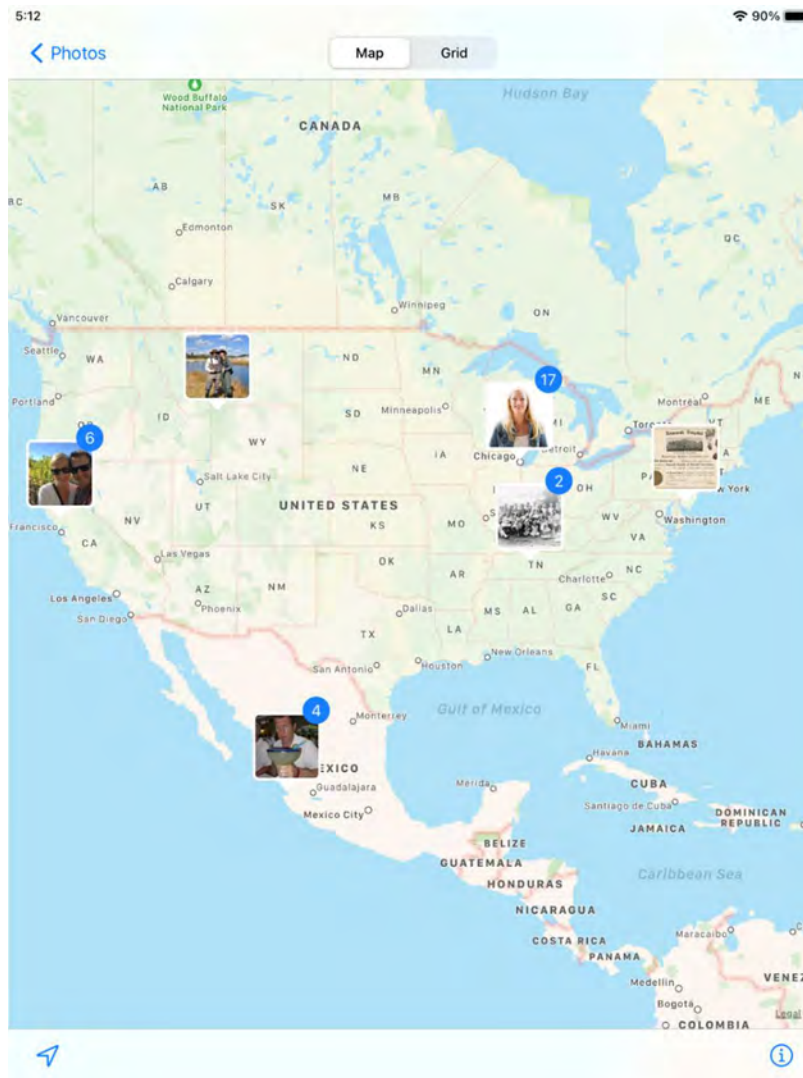 5:12
90%
Photos
Map
Grid
Wood Buffalo
National Park
Hudson Bay
CANADA
BC
AB
SK
MB
Edmonton
QC
Calgary
Winnipeg
ON
Vancouver
Seattle
WA
ND
MN
Montréal
ME
Portland
ID
SD
Minneapolis
MI
Toronto
VT
WY
6
17
IA
Chicago
Detroit
Salt Lake City
NE
2
OH
New York
NV
UT
UNITED STATES
KS
MO
WV
Washington
Francisco
CA
VA
Las Vegas
OK
TN
AR
Charlotte
NC
Los Angeles
AZ
NM
SC
Phoenix
Dallas
MS
AL
GA
San Diego
TX
LA
San Antonio
Houston
New Orleans
FL
4
Monterrey
Gulf of Mexico
Miami
BAHAMAS
Havana
EXICO
Guadalajara
Mérida
CUBA
Mexico City
Santiago de Cuba
DOMINICAN
REPUBLIC
JAMAICA
BELIZE
GUATEMALA
Caribbean Sea
HONDURAS
NICARAGUA
COSTA RICA
Maracaibo
PANAMA
Medellín
VENEZ
Bogotá
Legal
COLOMBIA